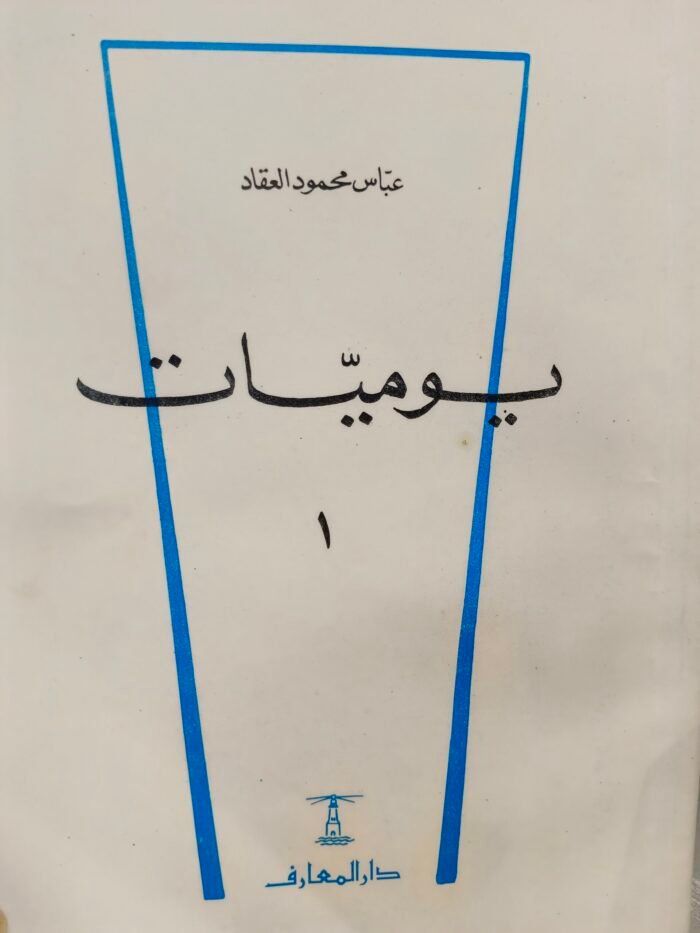 عبّاس محمود العقاد
يوميّات
١
دار المعارف